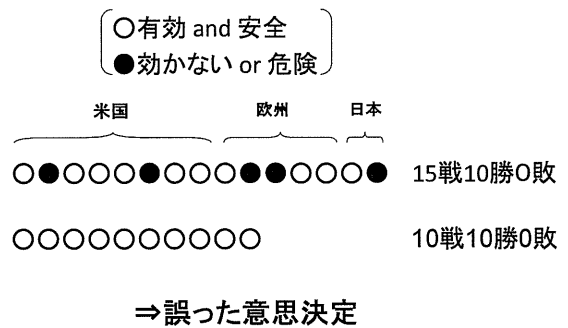 ○有効 and 安全
●効かない or 危険
米国 欧州 日本
○●○○○●○○○●●○○○● 15戦10勝0敗
○○○○○○○○○○ 10戦10勝0敗
⇒誤った意思決定